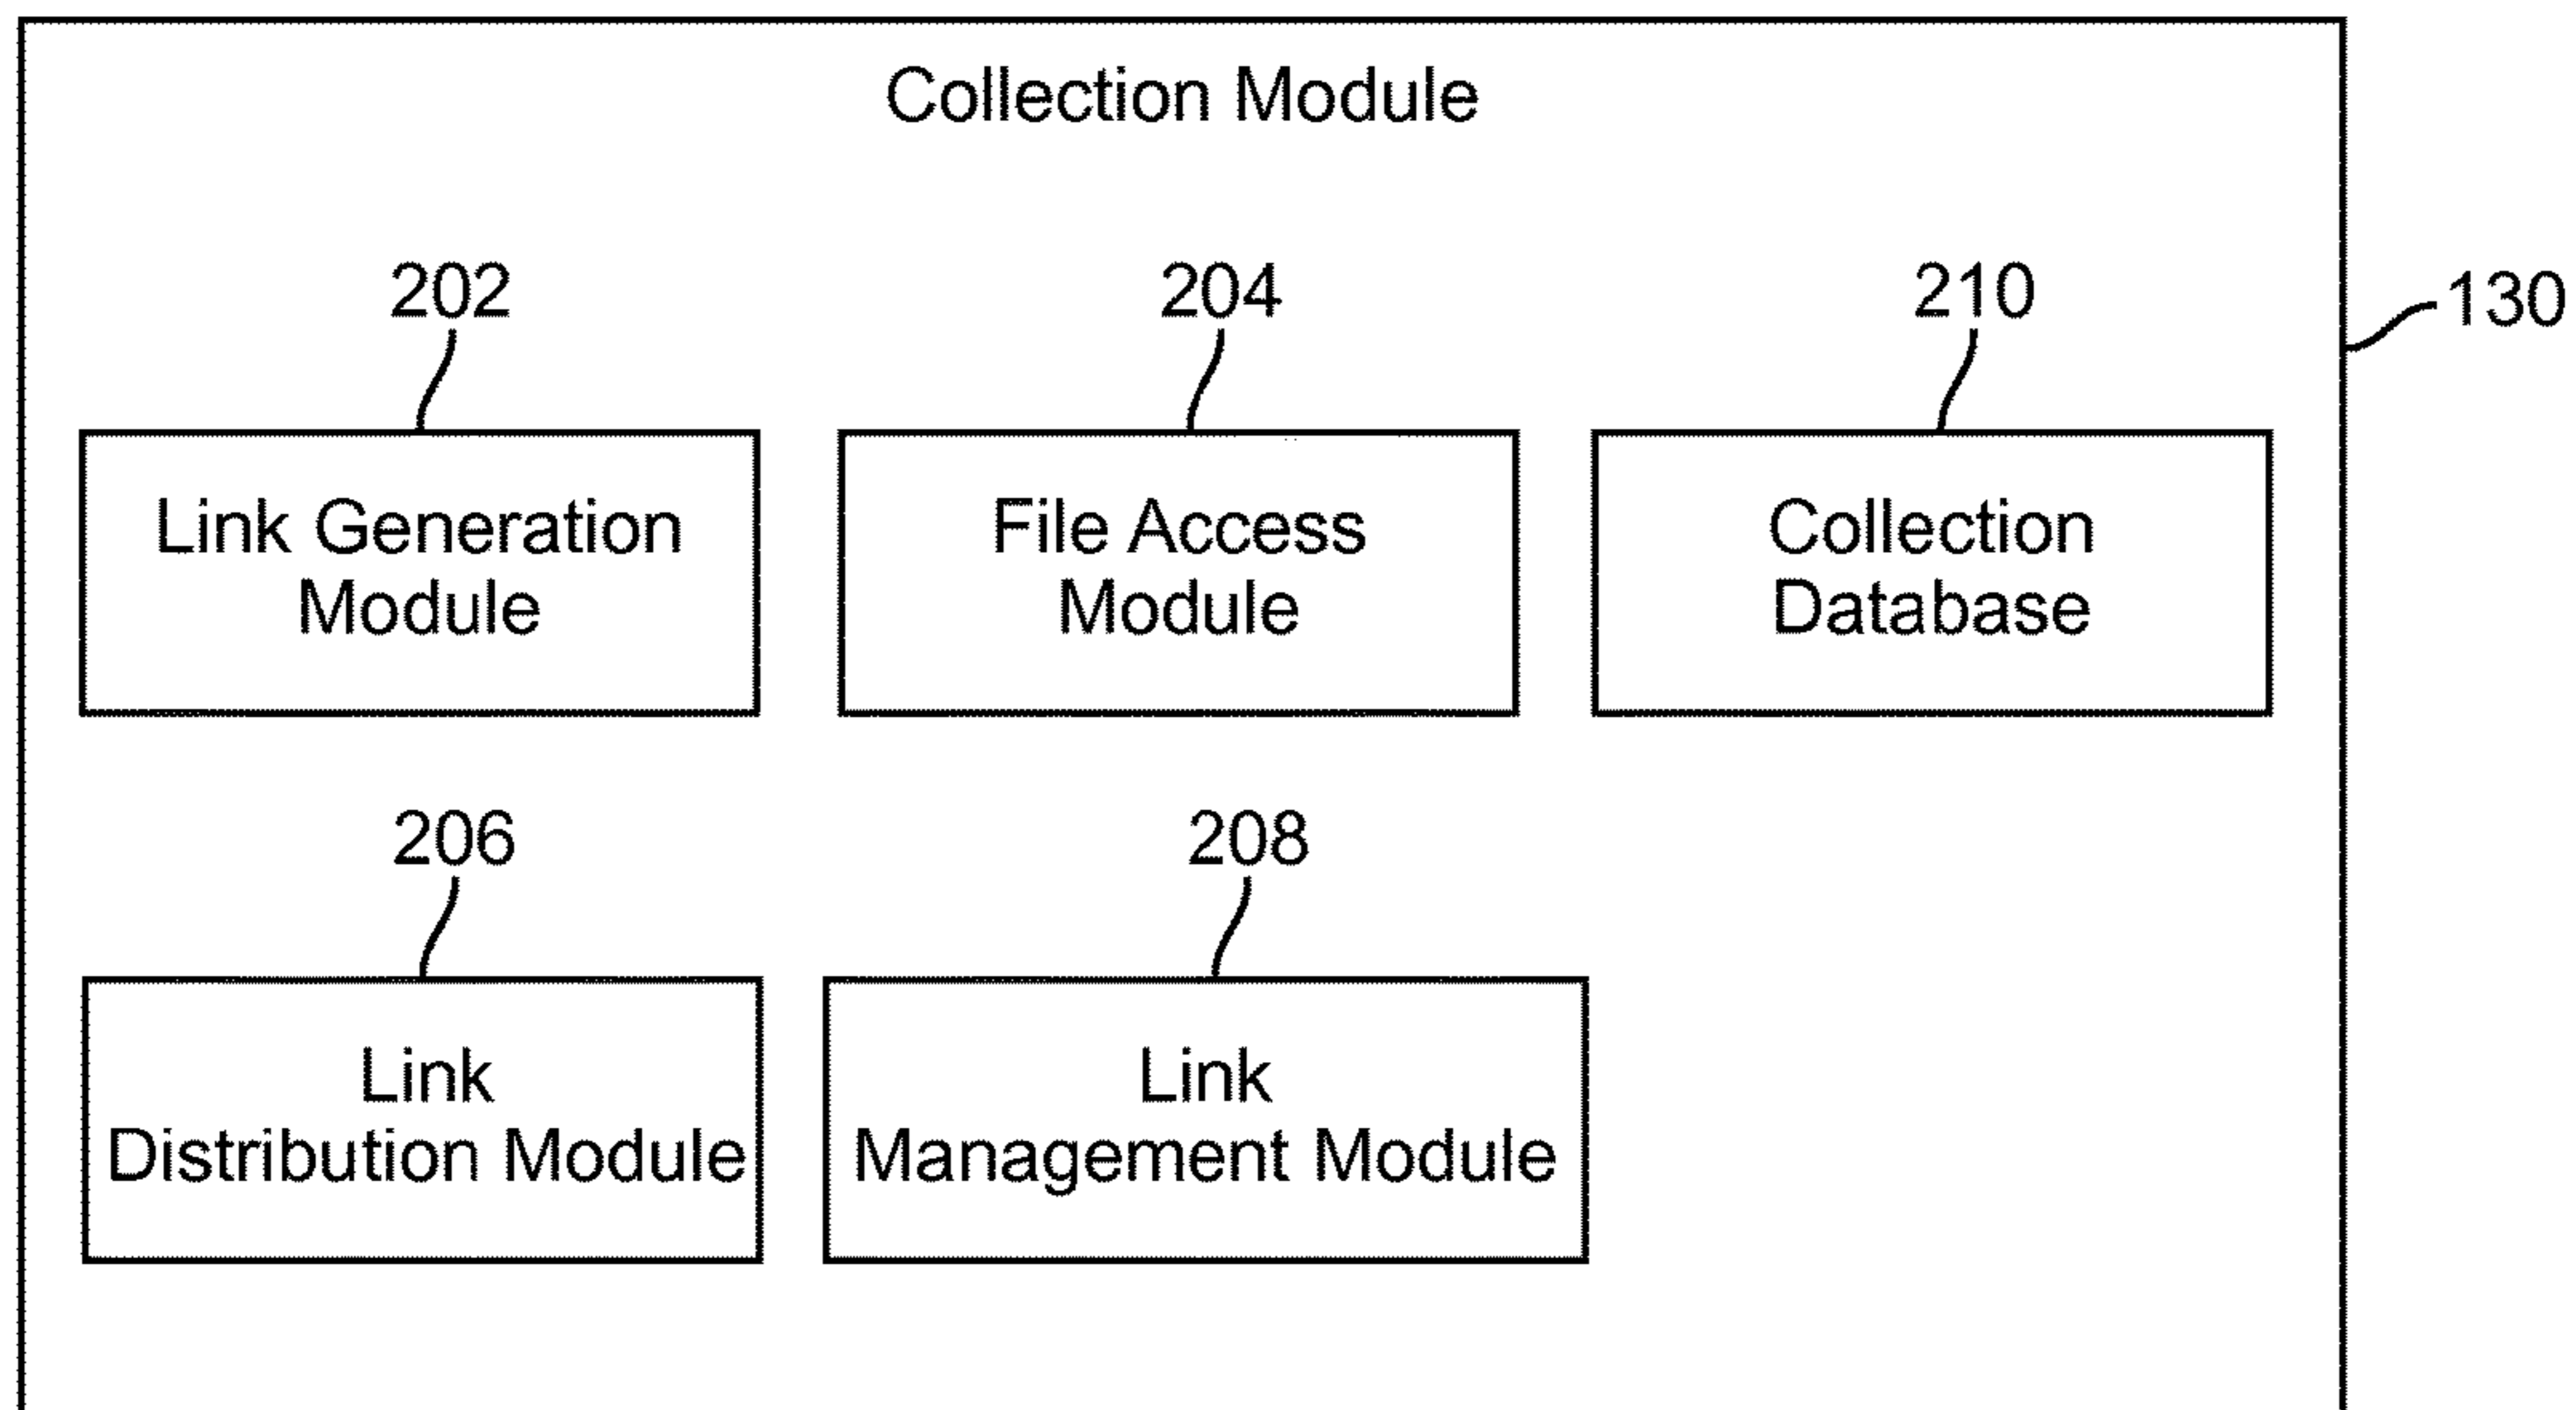 Collection Module
202
204
210
130
Link Generation
Module
File Access
Module
Collection
Database
206
208
Link
Distribution Module
Link
Management Module